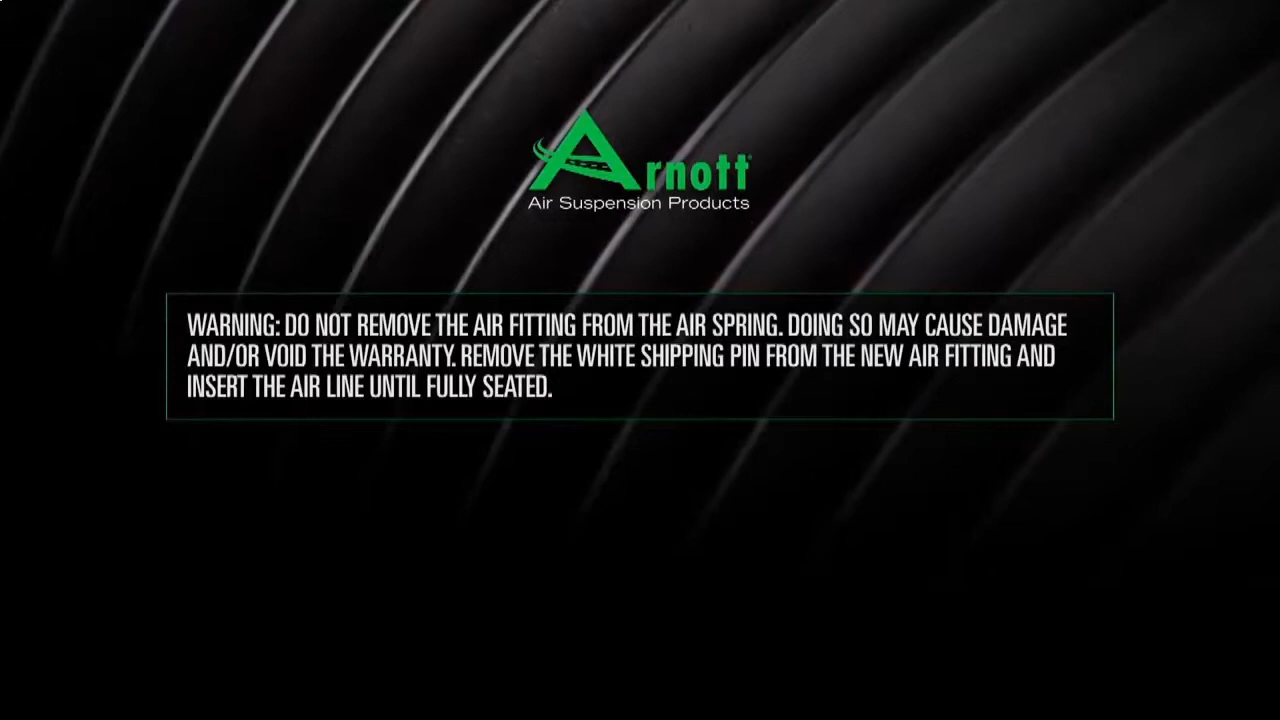 Arnott®
Air Suspension Products
WARNING: DO NOT REMOVE THE AIR FITTING FROM THE AIR SPRING. DOING SO MAY CAUSE DAMAGE
AND/OR VOID THE WARRANTY. REMOVE THE WHITE SHIPPING PIN FROM THE NEW AIR FITTING AND
INSERT THE AIR LINE UNTIL FULLY SEATED.